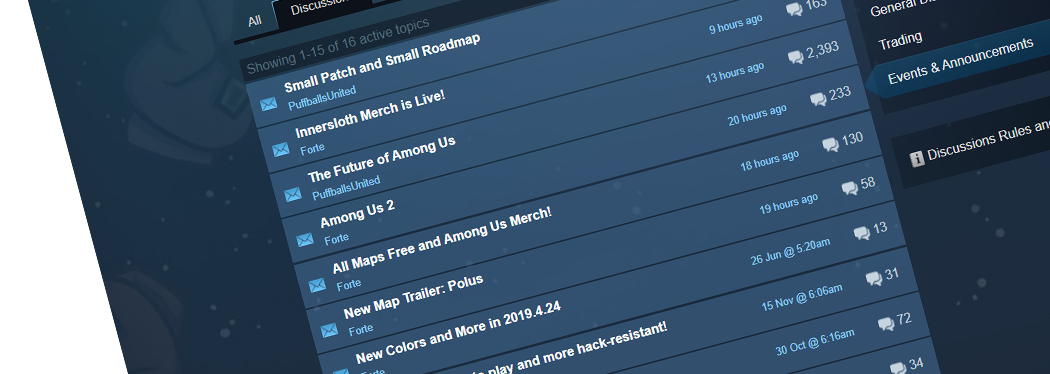 All
Discussions
Showing 1-15 of 16 active topics
Small Patch and Small Roadmap
PuffballsUnited
Innersloth Merch is Live!
Forte
9 hours ago
163
The Future of Among Us
PuffballsUnited
13 hours ago
2,393
Among Us 2
Forte
20 hours ago
233
All Maps Free and Among Us Merch!
Forte
18 hours ago
130
New Map Trailer: Polus
Forte
19 hours ago
58
New Colors and More in 2019.4.24
Forte
26 Jun @ 5:20am
13
play and more hack-resistant!
15 Nov @ 6:06am
31
30 Oct @ 6:16am
72
34
General
Trading
Events & Announcements
Discussions Rules and